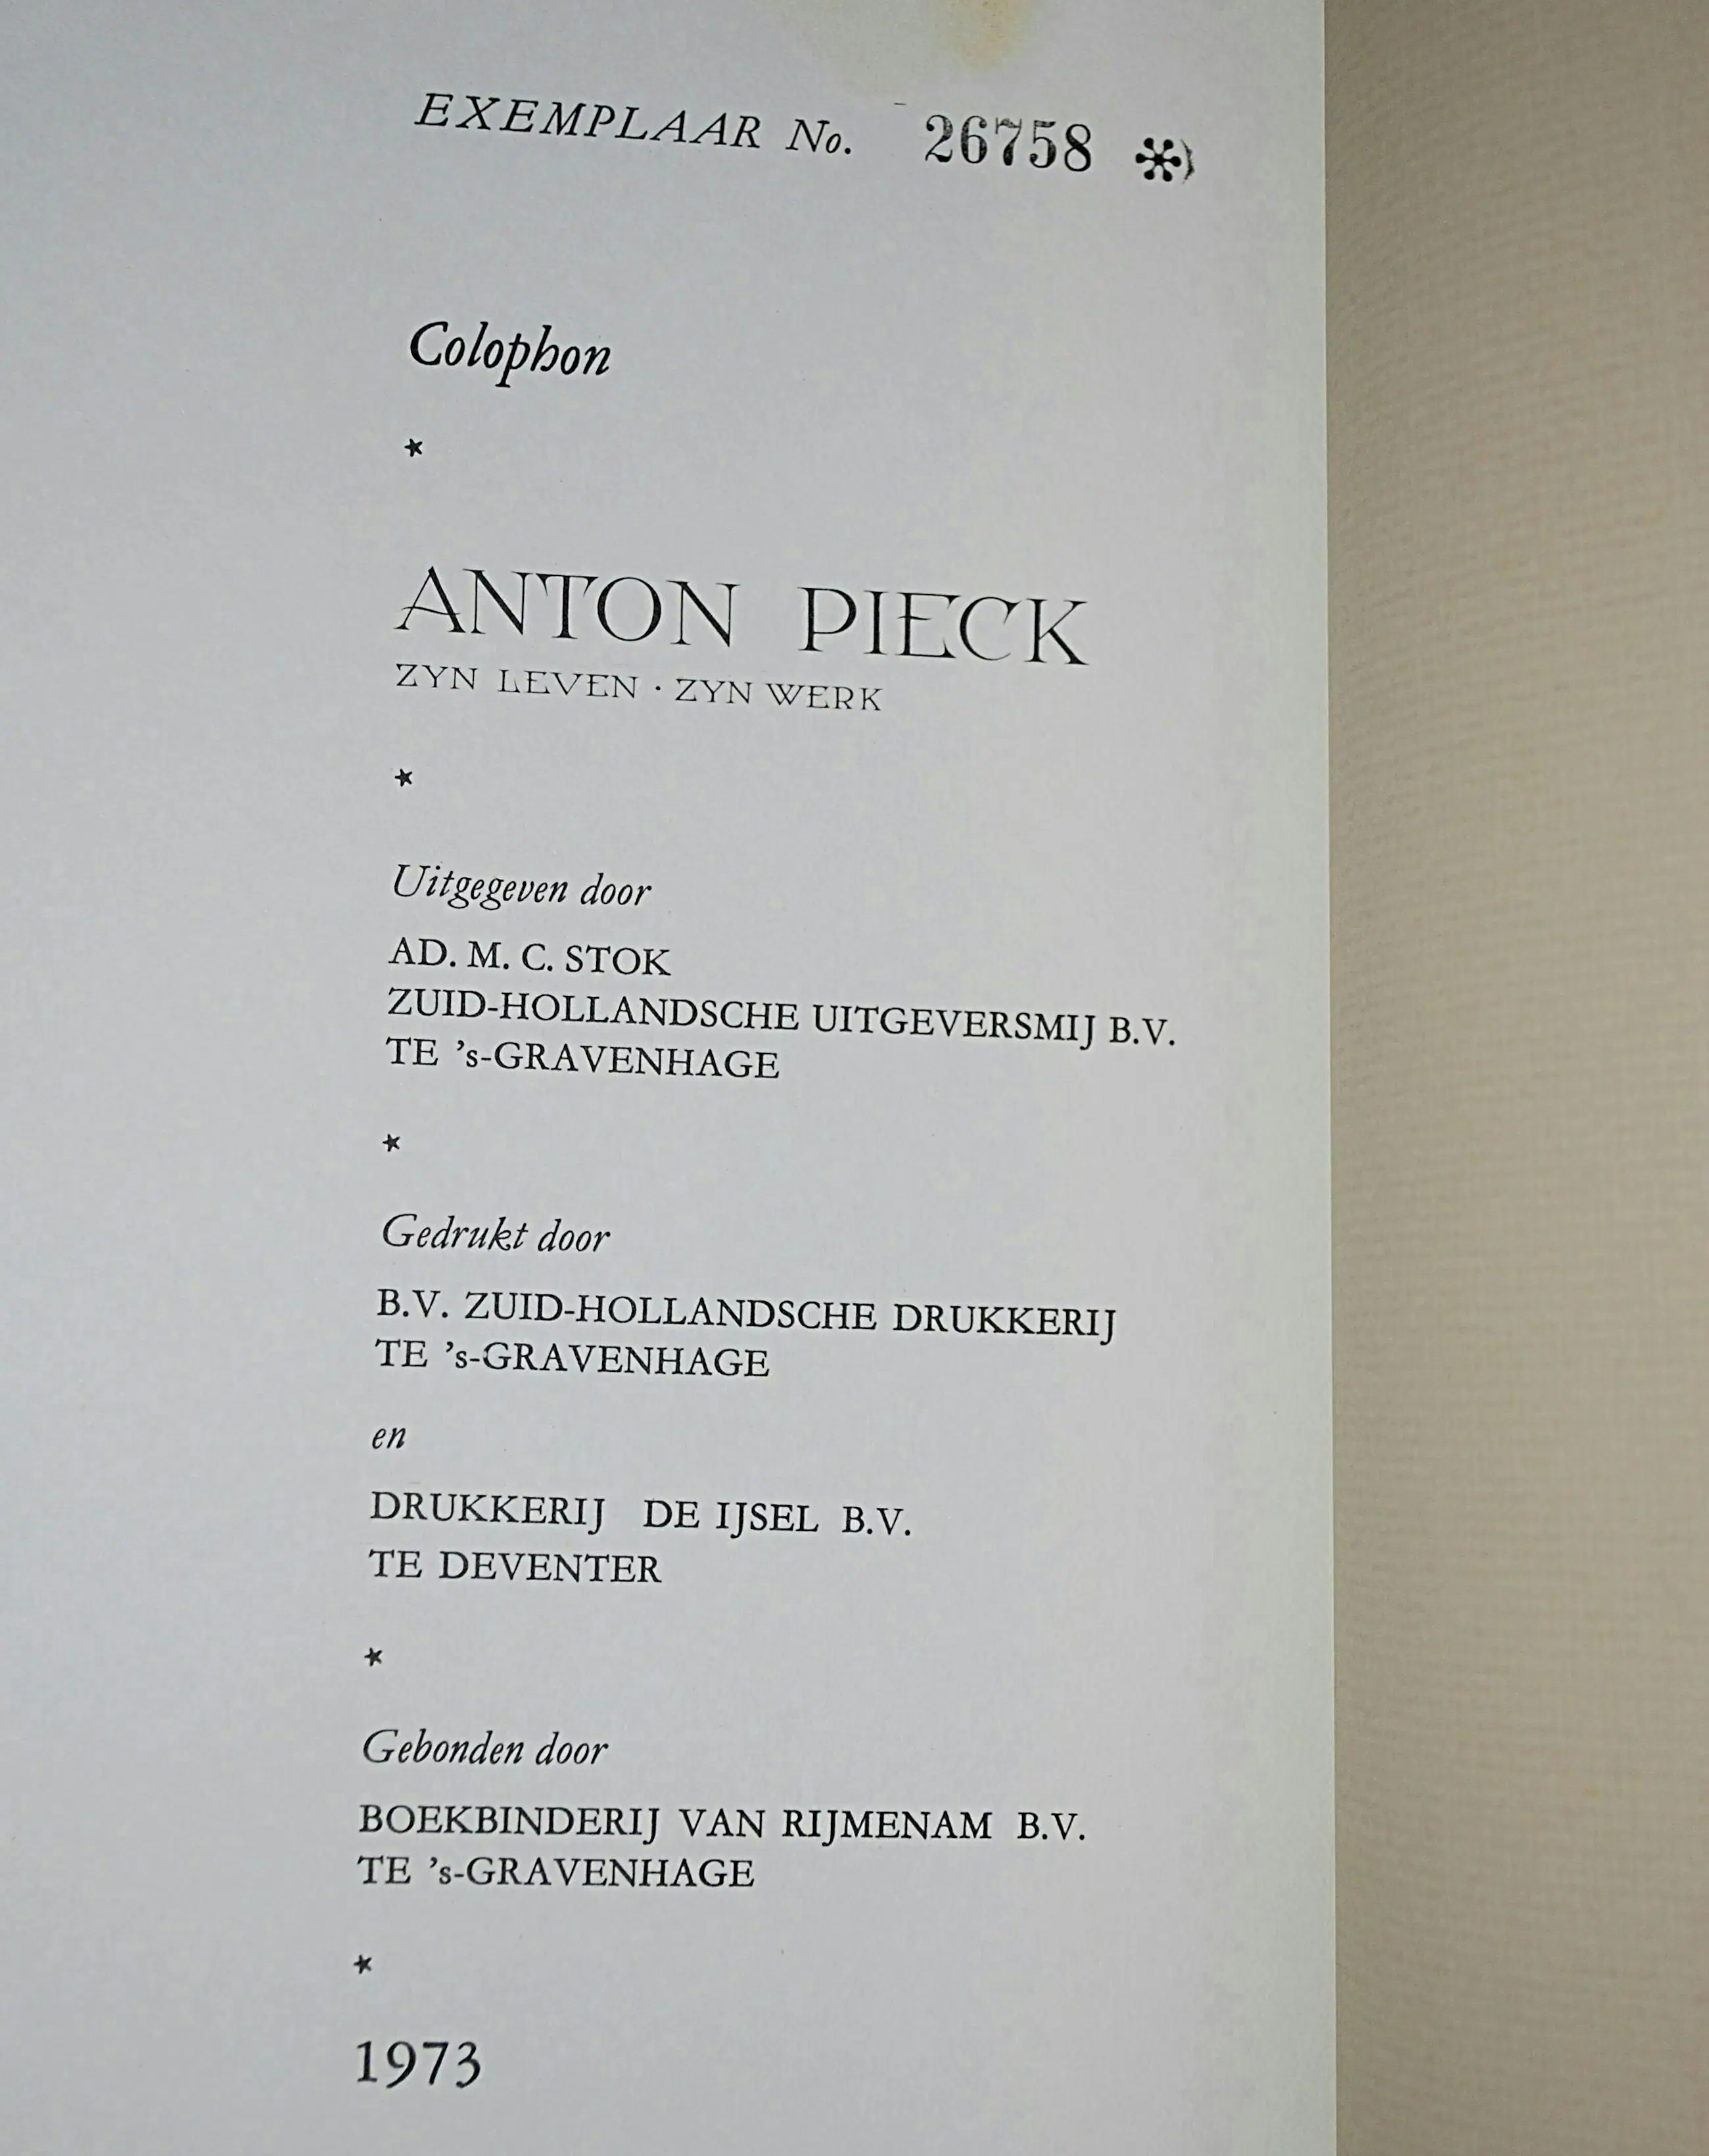 EXEMPLAAR No. 26758 *)
Colophon
*
ANTON PIECK
ZYN LEVEN · ZYN WERK
*
Uitgegeven door
AD. M. C. STOK
ZUID-HOLLANDSCHE UITGEVERSMIJ B.V.
TE ’s-GRAVENHAGE
*
Gedrukt door
B.V. ZUID-HOLLANDSCHE DRUKKERIJ
TE ’s-GRAVENHAGE
en
DRUKKERIJ DE IJSEL B.V.
TE DEVENTER
*
Gebonden door
BOEKBINDERIJ VAN RIJMENAM B.V.
TE ’s-GRAVENHAGE
*
1973